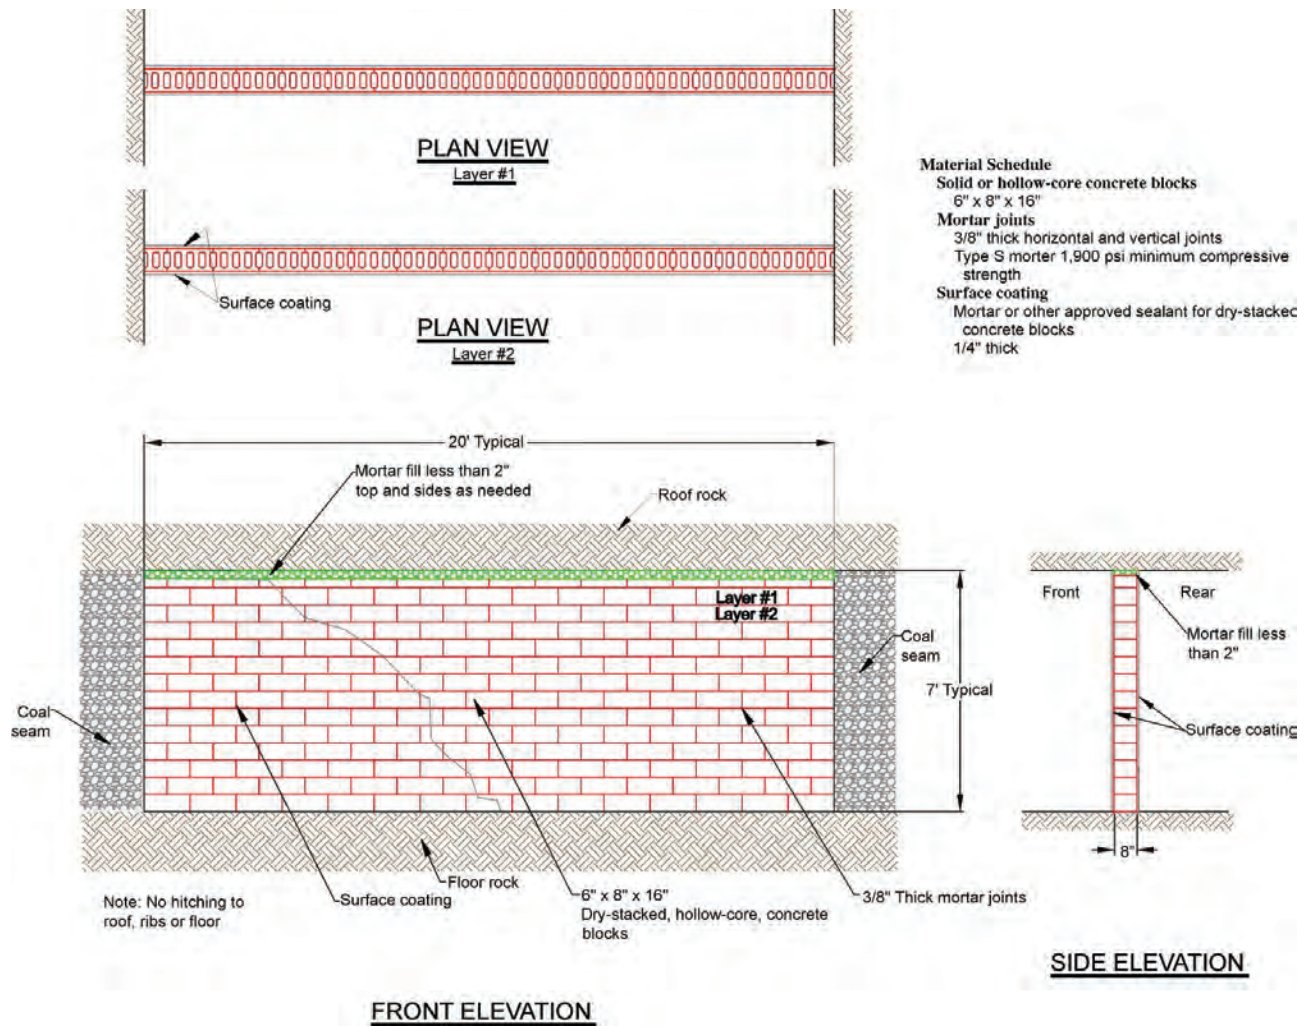 PLAN VIEW
Layer #1
Surface coating
PLAN VIEW
Layer #2
Material Schedule
Solid or hollow-core concrete blocks
6" x 8" x 16"
Mortar joints
3/8" thick horizontal and vertical joints
Type S morter 1,900 psi minimum compressive
strength
Surface coating
Mortar or other approved sealant for dry-stacked
concrete blocks
1/4" thick
20' Typical
Mortar fill less than 2"
top and sides as needed
Roof rock
Layer #1
Layer #2
Coal
seam
7' Typical
Coal
seam
Floor rock
Note: No hitching to
roof, ribs or floor
Surface coating
6" x 8" x 16"
Dry-stacked, hollow-core, concrete
blocks
3/8" Thick mortar joints
FRONT ELEVATION
Front
Rear
Mortar fill less
than 2"
Surface coating
8"
SIDE ELEVATION